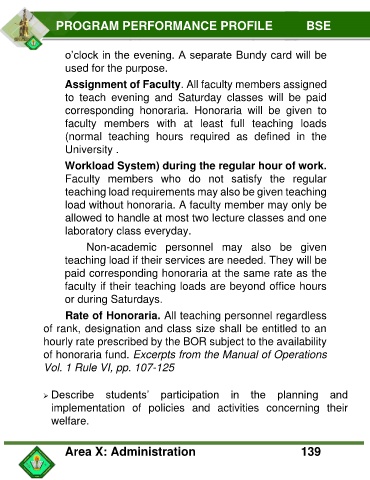 PROGRAM PERFORMANCE PROFILE BSE
o'clock in the evening. A separate Bundy card will be
used for the purpose.
Assignment of Faculty. All faculty members assigned
to teach evening and Saturday classes will be paid
corresponding honoraria. Honoraria will be given to
faculty members with at least full teaching loads
(normal teaching hours required as defined in the
University .
Workload System) during the regular hour of work.
Faculty members who do not satisfy the regular
teaching load requirements may also be given teaching
load without honoraria. A faculty member may only be
allowed to handle at most two lecture classes and one
laboratory class everyday.
Non-academic personnel may also be given
teaching load if their services are needed. They will be
paid corresponding honoraria at the same rate as the
faculty if their teaching loads are beyond office hours
or during Saturdays.
Rate of Honoraria. All teaching personnel regardless
of rank, designation and class size shall be entitled to an
hourly rate prescribed by the BOR subject to the availability
of honoraria fund. Excerpts from the Manual of Operations
Vol. 1 Rule VI, pp. 107-125
➢ Describe students' participation in the planning and
implementation of policies and activities concerning their
welfare.
Area X: Administration 139